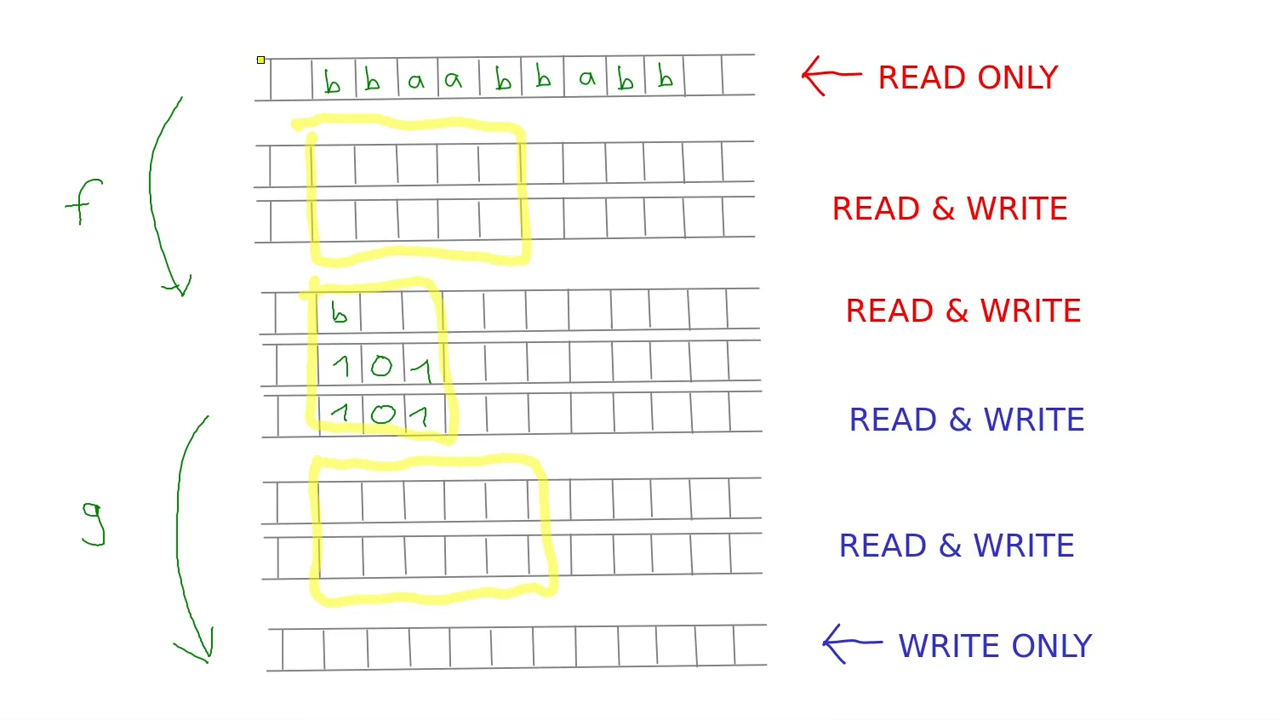 b b a a b b a b b ← READ ONLY
f
READ & WRITE
b READ & WRITE
1 0 1
1 0 1 READ & WRITE
g
READ & WRITE
← WRITE ONLY